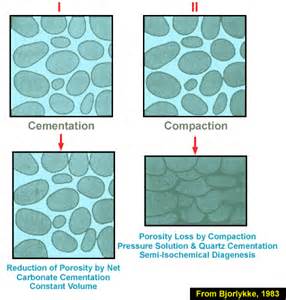 I
II
Cementation
Compaction
Reduction of Porosity by Net
Carbonate Cementation
Constant Volume
Porosity Loss by Compaction
Pressure Solution & Quartz Cementation
Semi-Isochemical Diagenesis
From Bjorlykke, 1983